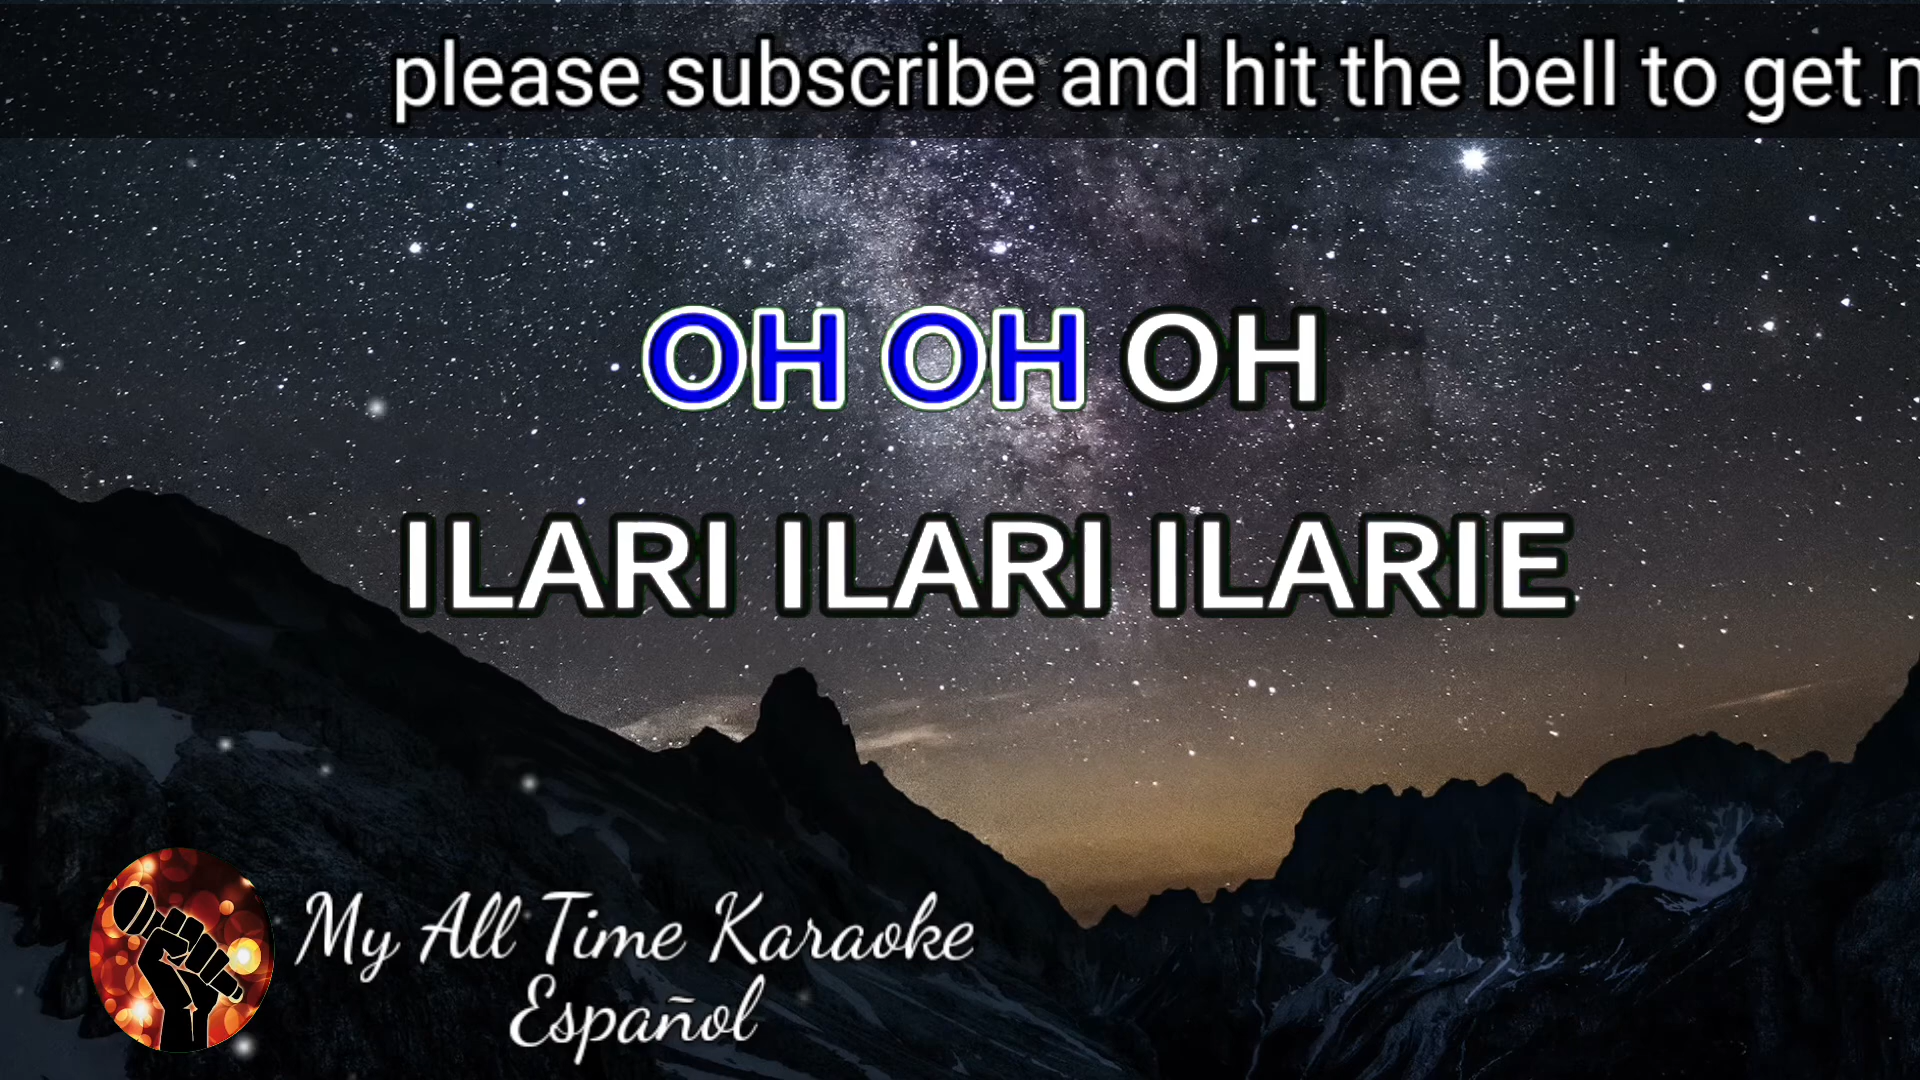 please subscribe and hit the bell to get
OH OH OH
ILARI ILARI ILARIE
My All Time Karaoke
Español